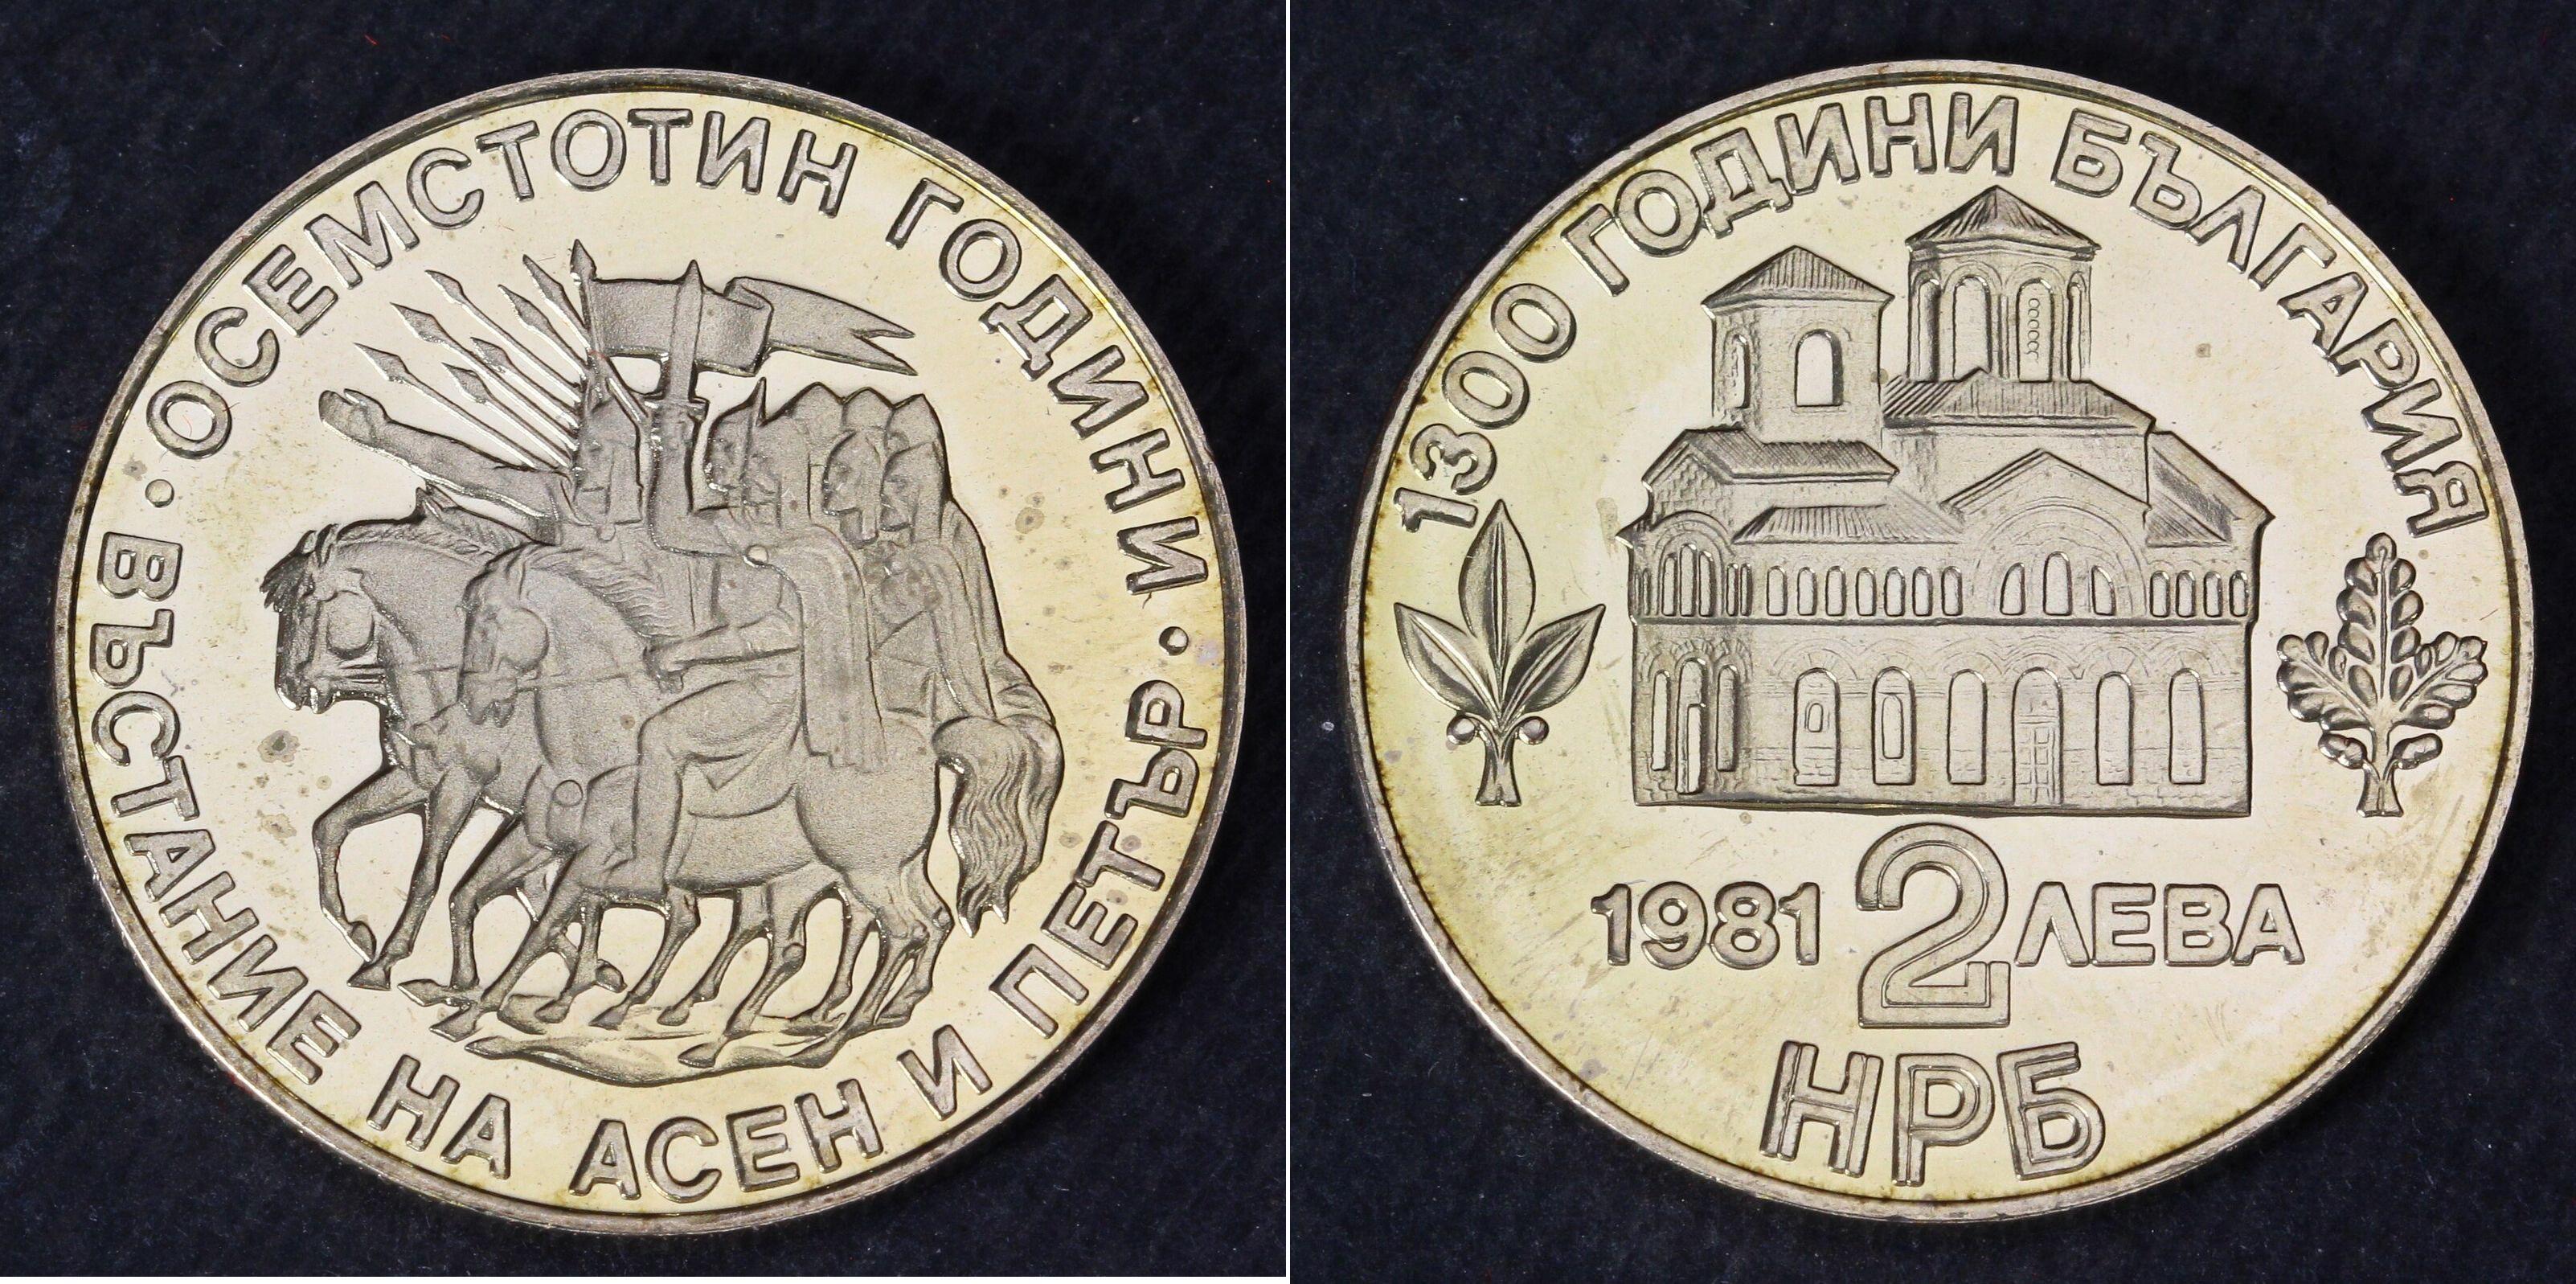 ОСЕМСТОТИН ГОДИНИ
• ВЪСТАНИЕ НА АСЕН И ПЕТЪР •
1300 ГОДИНИ БЪЛГАРИЯ
1981 2 ЛЕВА
НРБ